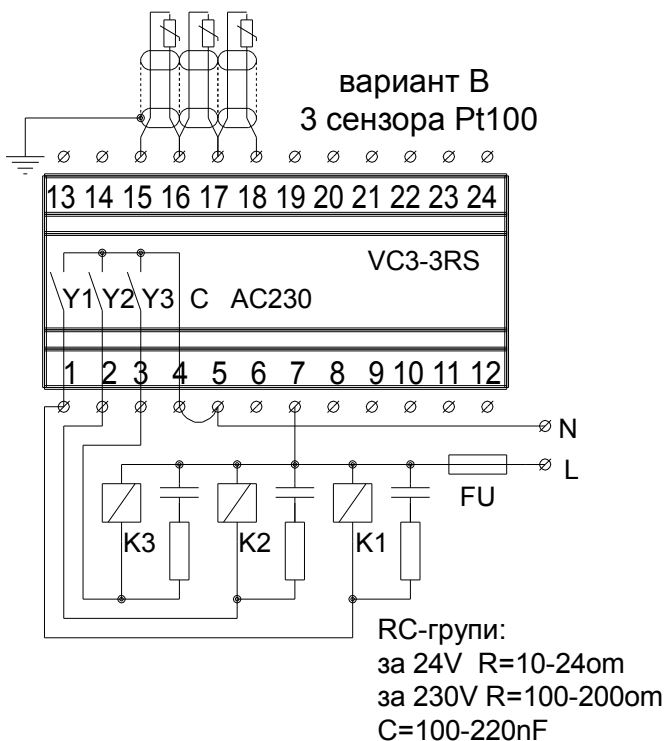 вариант В
3 сензора Pt100
13 14 15 16 17 18 19 20 21 22 23 24
VC3-3RS
Y1 Y2 Y3 C AC230
1 2 3 4 5 6 7 8 9 10 11 12
N
L
FU
K3 K2 K1
RC-групи:
за 24V R=10-24om
за 230V R=100-200om
C=100-220nF